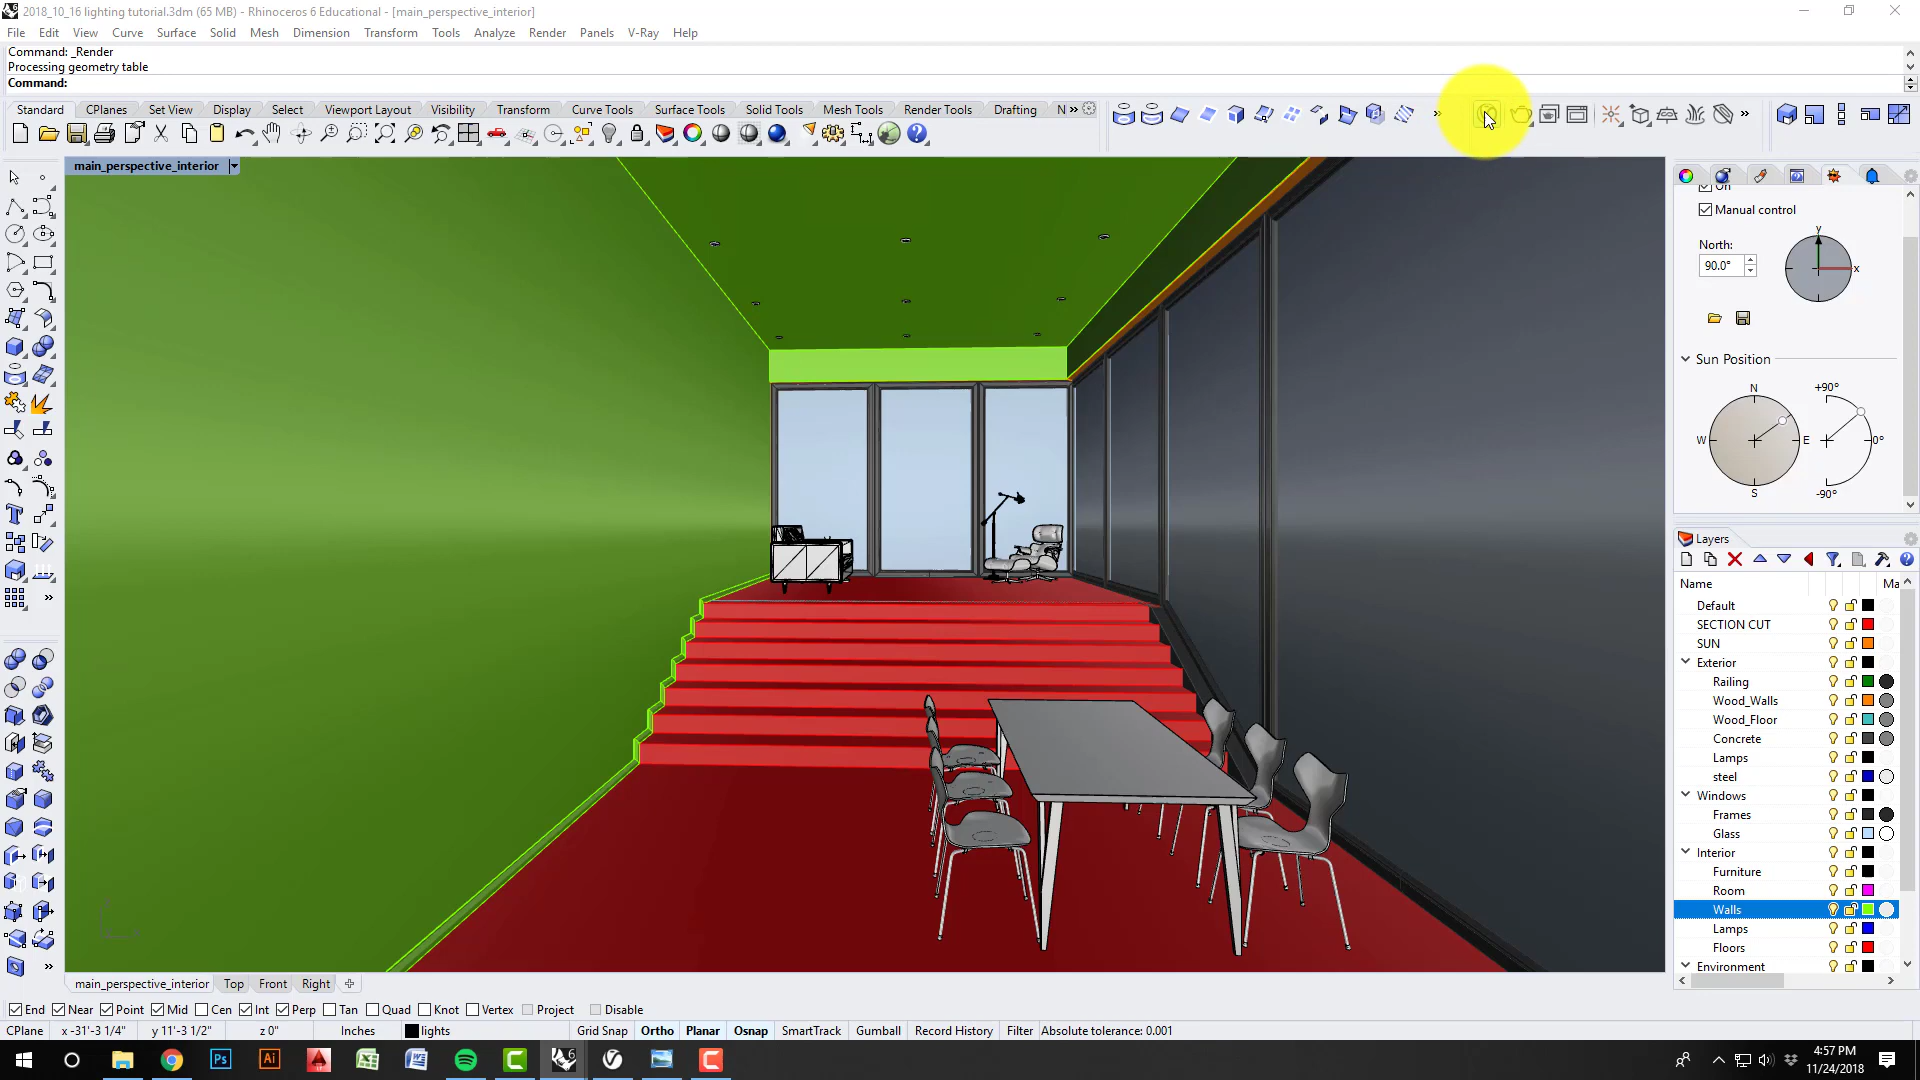 2018_10_16 lighting tutorial.3dm (65 MB) - Rhinoceros 6 Educational - [main_perspective_interior]
File Edit View Curve Surface Solid Mesh Dimension Transform Tools Analyze Render Panels V-Ray Help
Command: _Render
Processing geometry table
Command:
Standard CPlanes Set View Display Select Viewport Layout Visibility Transform Curve Tools Surface Tools Solid Tools Mesh Tools Render Tools Drafting N »
main_perspective_interior
On
Manual control
North:
90.0°
y
x
Sun Position
N
W E
S
+90°
0°
-90°
Layers
Name Ma
Default
SECTION CUT
SUN
Exterior
Railing
Wood_Walls
Wood_Floor
Concrete
Lamps
steel
Windows
Frames
Glass
Interior
Furniture
Room
Walls
Lamps
Floors
Environment
main_perspective_interior Top Front Right
End Near Point Mid Cen Int Perp Tan Quad Knot Vertex Project Disable
CPlane x -31'-3 1/4" y 11'-3 1/2" z 0" Inches lights Grid Snap Ortho Planar Osnap SmartTrack Gumball Record History Filter Absolute tolerance: 0.001
4:57 PM
11/24/2018